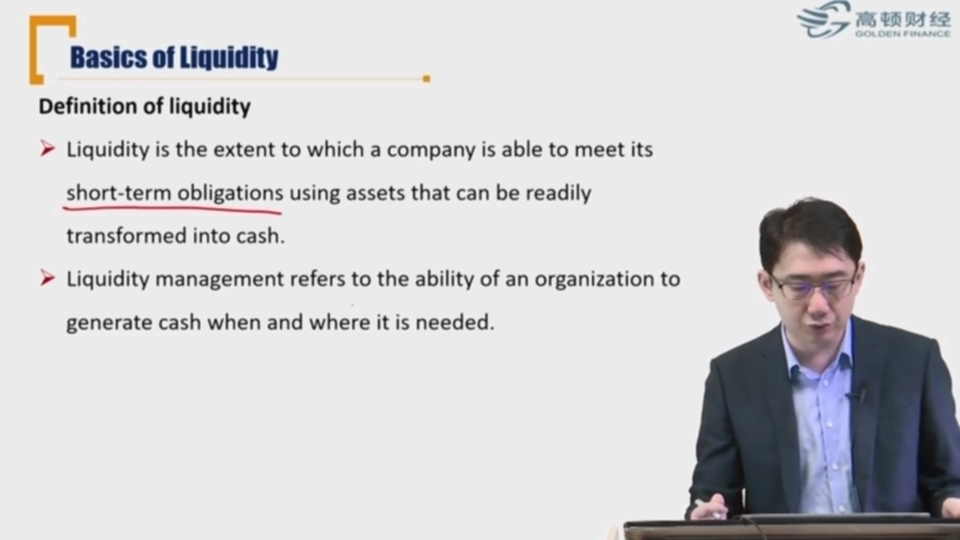 高顿财经
GOLDEN FINANCE
Basics of Liquidity
Definition of liquidity
Liquidity is the extent to which a company is able to meet its
short-term obligations using assets that can be readily
transformed into cash.
Liquidity management refers to the ability of an organization to
generate cash when and where it is needed.